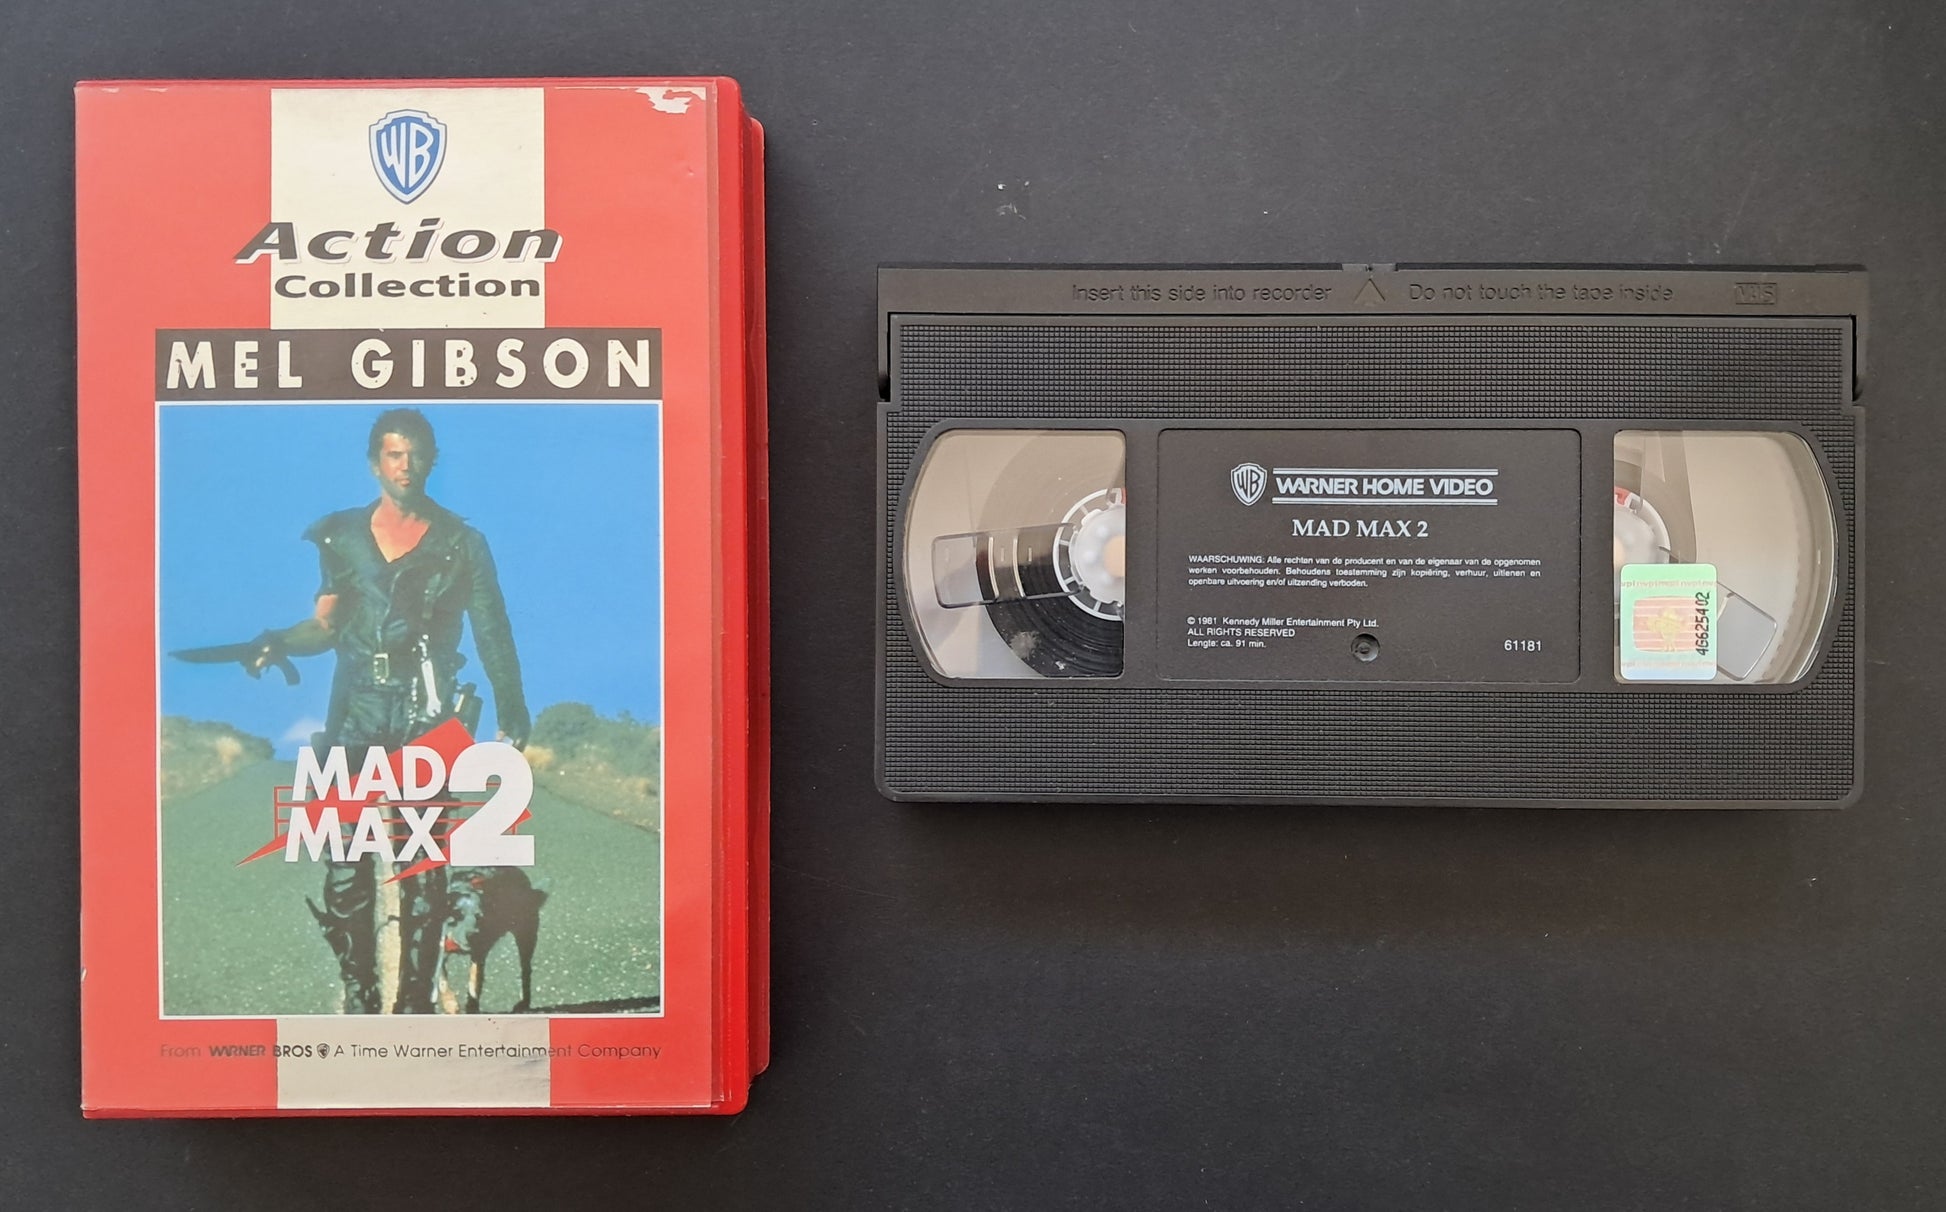 WB
Action
Collection
MEL GIBSON
MAD
MAX 2
From WARNER BROS A Time Warner Entertainment Company
Insert this side into recorder Do not touch the tape inside VHS
WB WARNER HOME VIDEO
MAD MAX 2
WAARSCHUWING: Alle rechten van de producent en van de eigenaar van de opgenomen
werken voorbehouden. Behoudens toestemming zijn kopiëring, verhuur, uitlenen en
openbare uitvoering en/of uitzending verboden.
© 1981 Kennedy Miller Entertainment Pty Ltd.
ALL RIGHTS RESERVED
Lengte: ca. 91 min.
61181
46625402